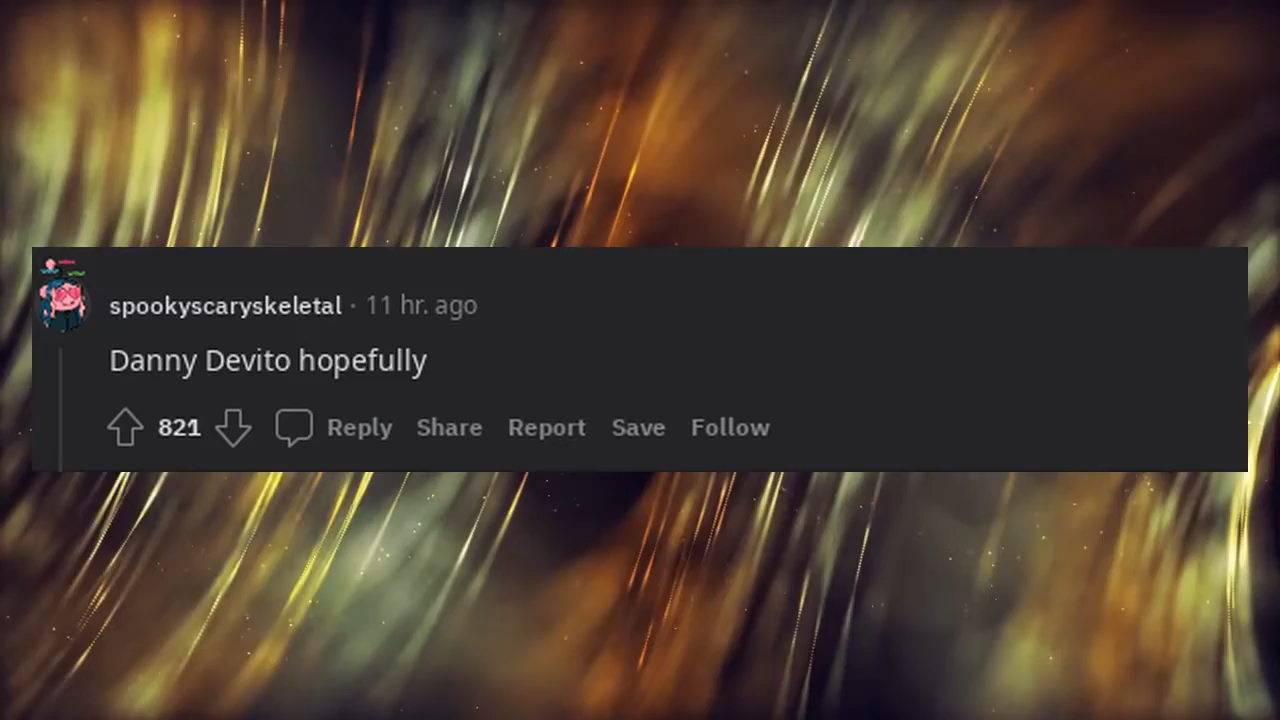 spookyscaryskeletal · 11 hr. ago
Danny Devito hopefully
821 Reply Share Report Save Follow